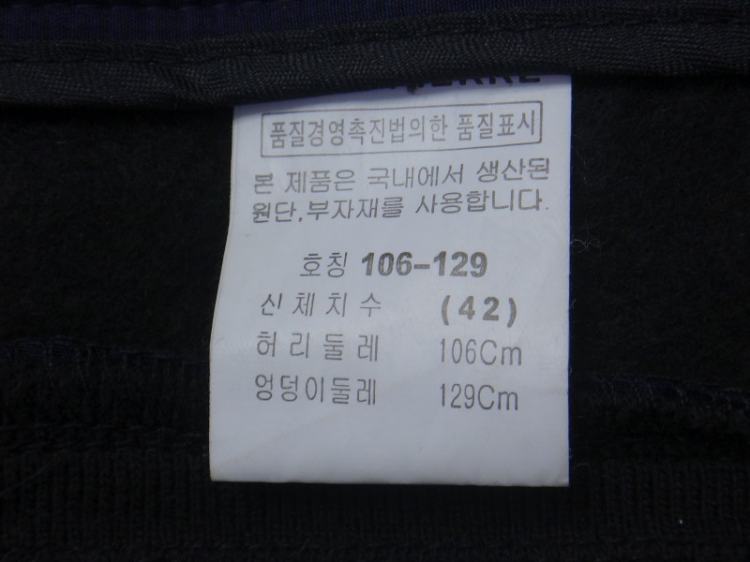 품질경영촉진법의한 품질표시
본 제품은 국내에서 생산된
원단,부자재를 사용합니다.
호칭 106-129
신체치수 (42)
허리둘레 106Cm
엉덩이둘레 129Cm